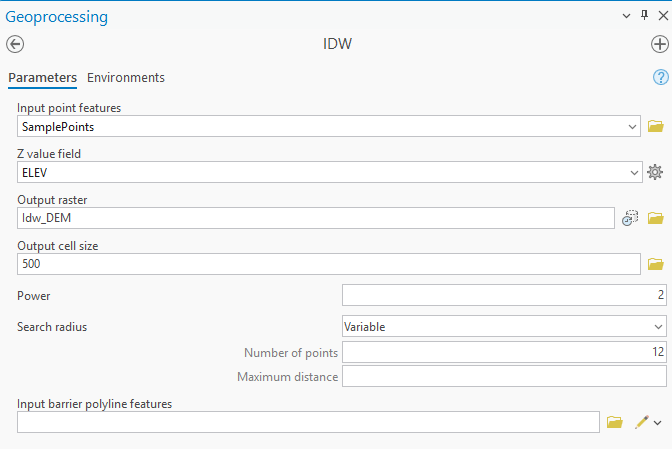 Geoprocessing
IDW
Parameters Environments
?
Input point features
SamplePoints
Z value field
ELEV
Output raster
Idw_DEM
Output cell size
500
Power 2
Search radius Variable
Number of points 12
Maximum distance
Input barrier polyline features